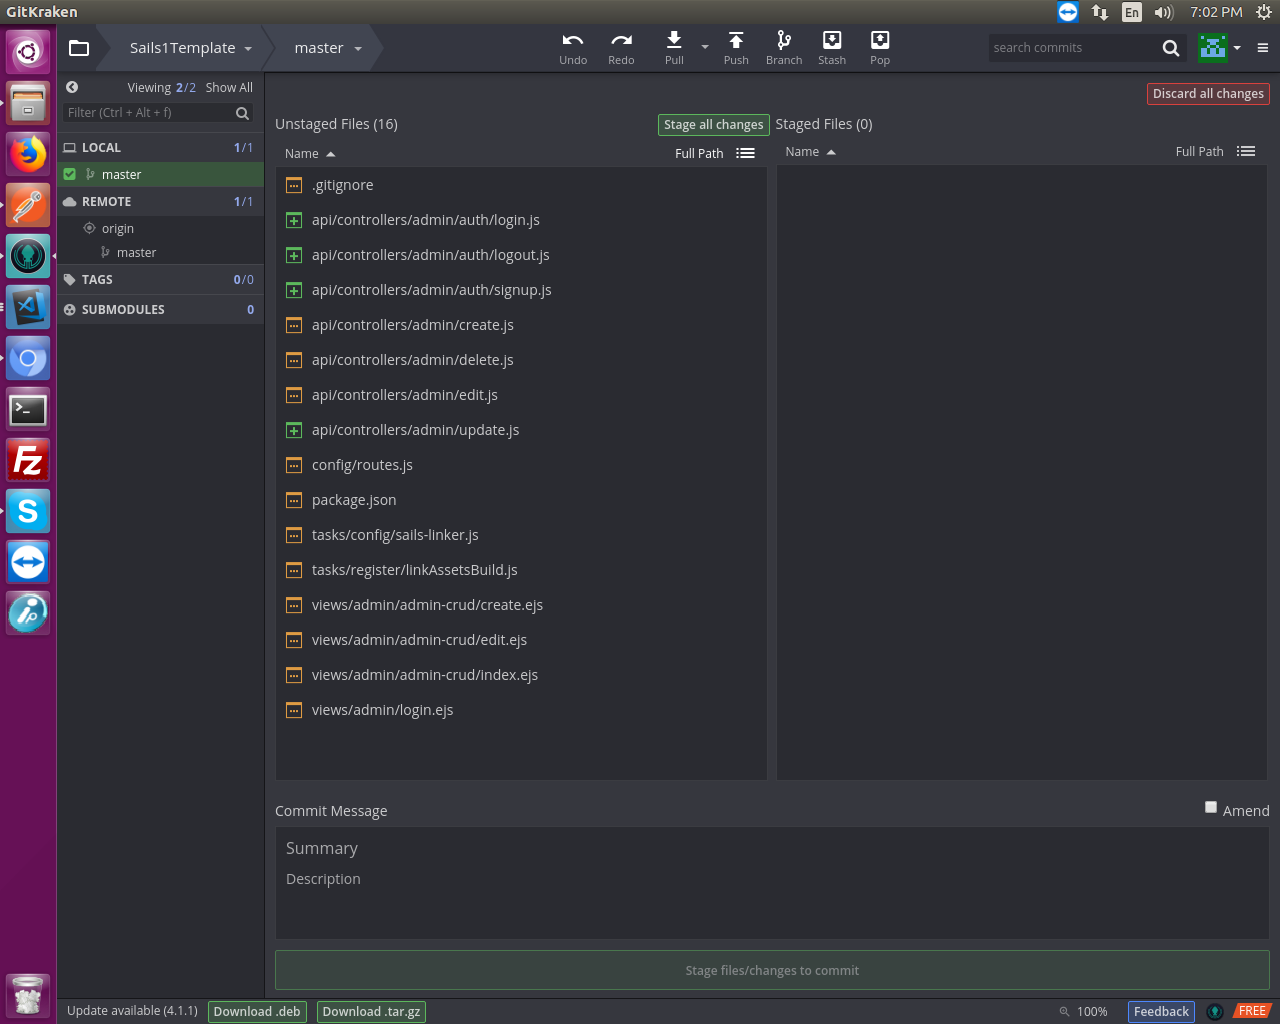 GitKraken
En
7:02 PM
Sails1Template
master
Undo
Redo
Pull
Push
Branch
Stash
Pop
search commits
Viewing 2/2 Show All
Filter (Ctrl + Alt + f)
LOCAL 1/1
master
REMOTE 1/1
origin
master
TAGS 0/0
SUBMODULES 0
Discard all changes
Unstaged Files (16)
Stage all changes
Staged Files (0)
Name
Full Path
Name
Full Path
.gitignore
api/controllers/admin/auth/login.js
api/controllers/admin/auth/logout.js
api/controllers/admin/auth/signup.js
api/controllers/admin/create.js
api/controllers/admin/delete.js
api/controllers/admin/edit.js
api/controllers/admin/update.js
config/routes.js
package.json
tasks/config/sails-linker.js
tasks/register/linkAssetsBuild.js
views/admin/admin-crud/create.ejs
views/admin/admin-crud/edit.ejs
views/admin/admin-crud/index.ejs
views/admin/login.ejs
Commit Message
Amend
Summary
Description
Stage files/changes to commit
Update available (4.1.1)
Download .deb
Download .tar.gz
100%
Feedback
FREE
Fz
S
ip